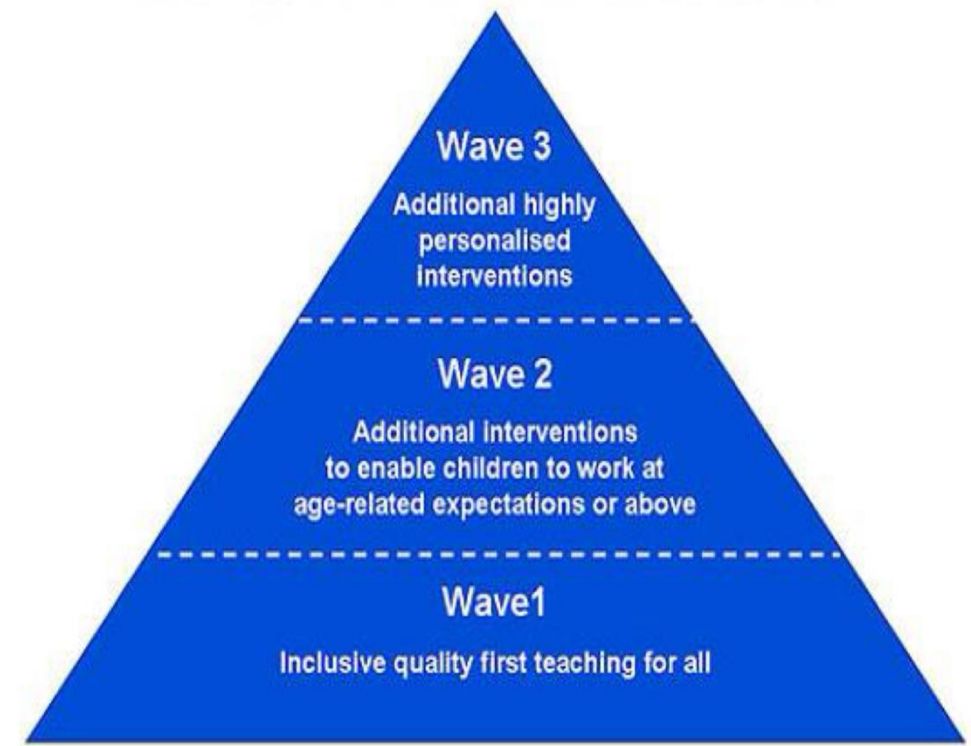 Wave 3
Additional highly
personalised
interventions
Wave 2
Additional interventions
to enable children to work at
age-related expectations or above
Wave1
Inclusive quality first teaching for all